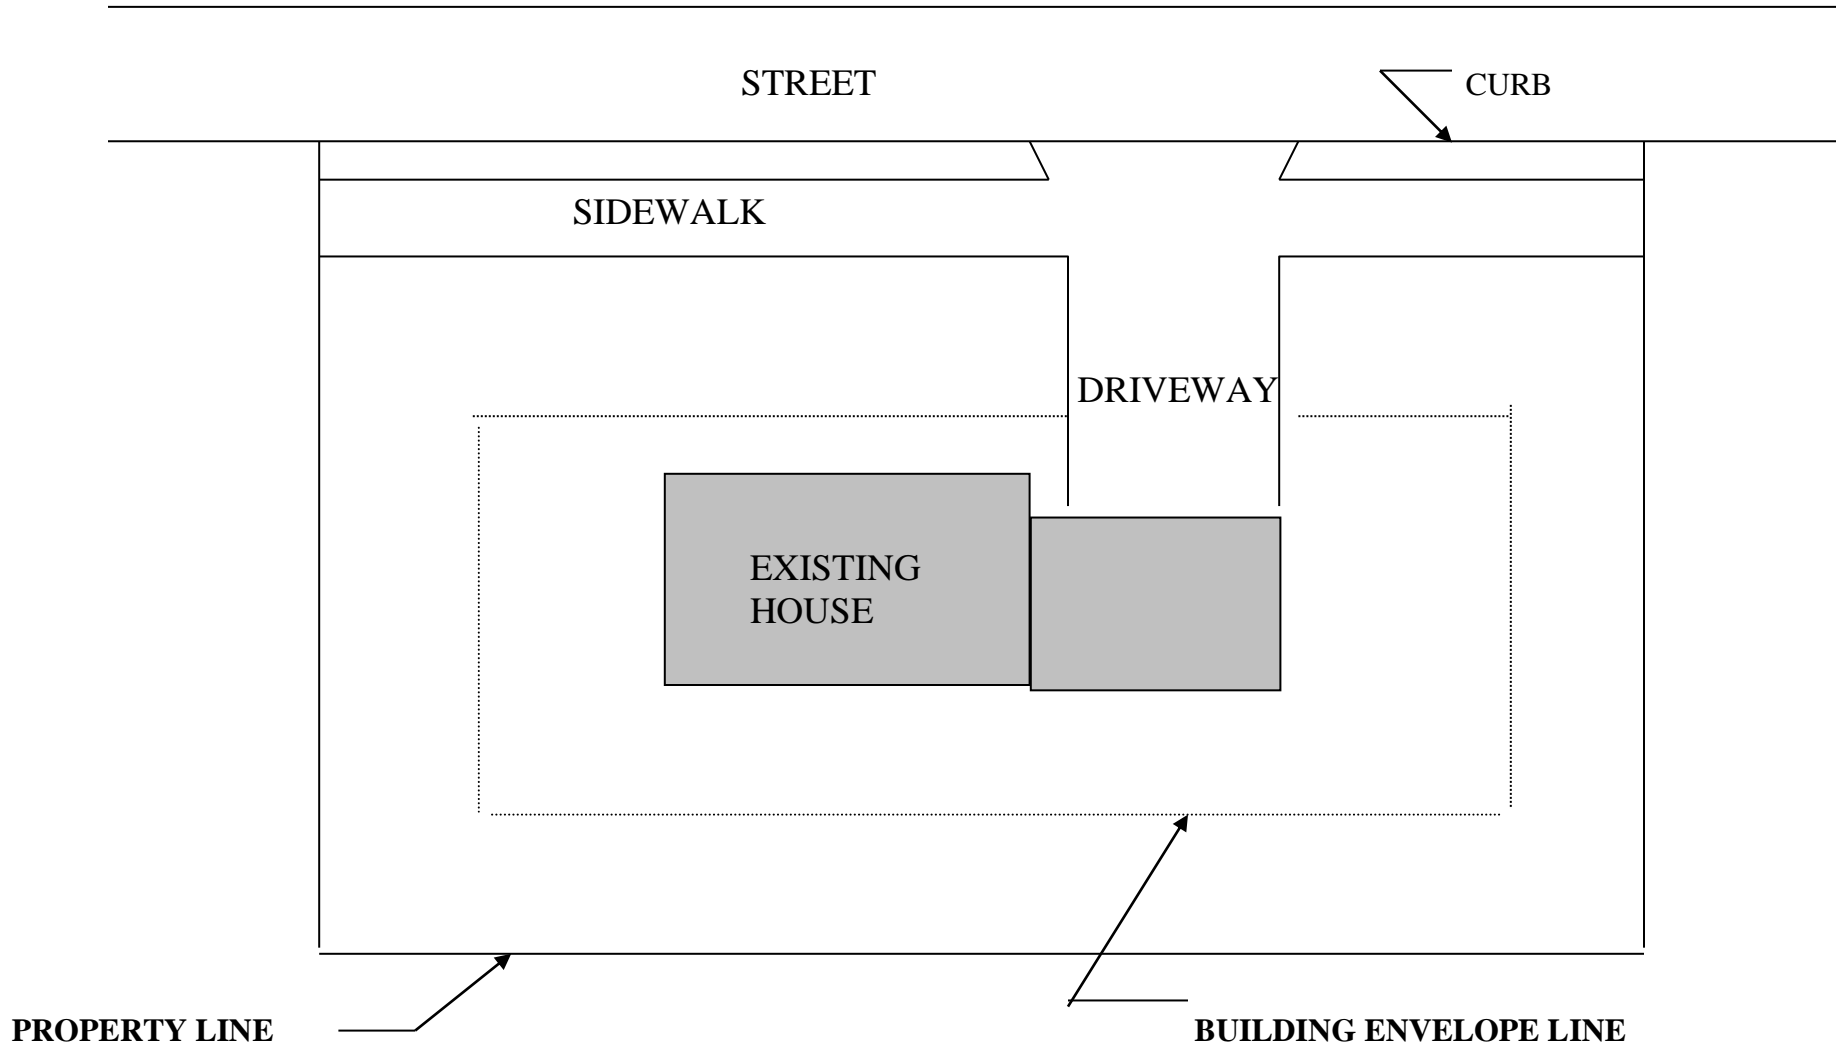 STREET
CURB
SIDEWALK
DRIVEWAY
EXISTING
HOUSE
PROPERTY LINE
BUILDING ENVELOPE LINE